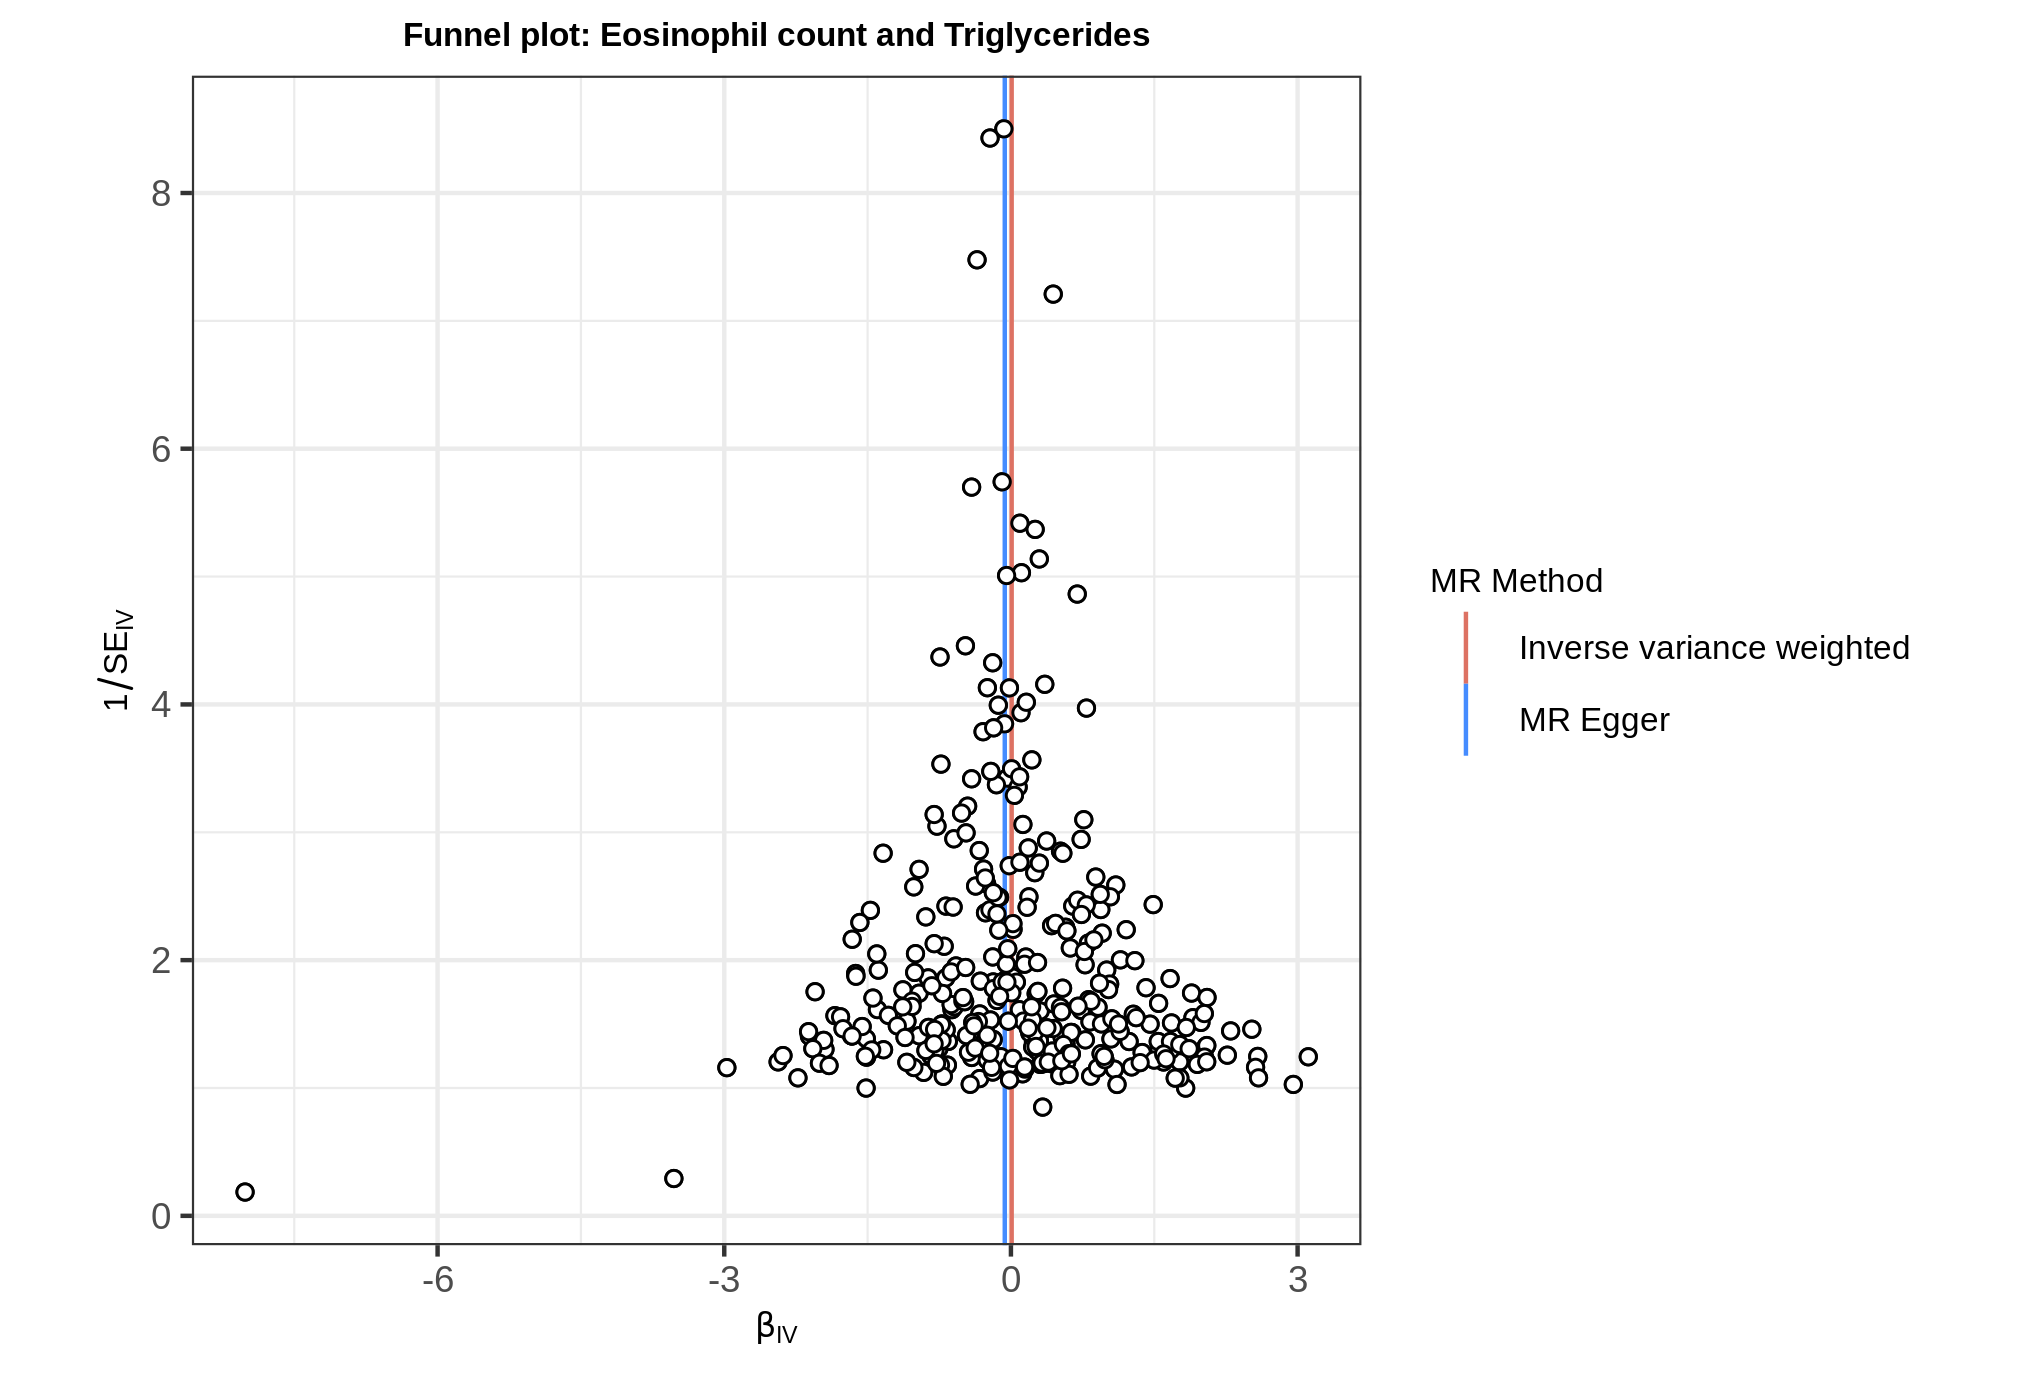 Funnel plot: Eosinophil count and Triglycerides
8
6
4
2
0
1/SEIV
-6
-3
0
3
βIV
MR Method
Inverse variance weighted
MR Egger